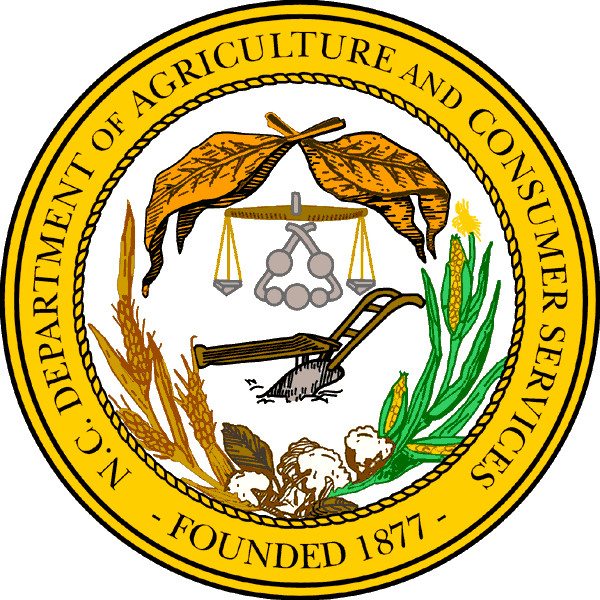 N.C. DEPARTMENT OF AGRICULTURE AND CONSUMER SERVICES
- FOUNDED 1877 -